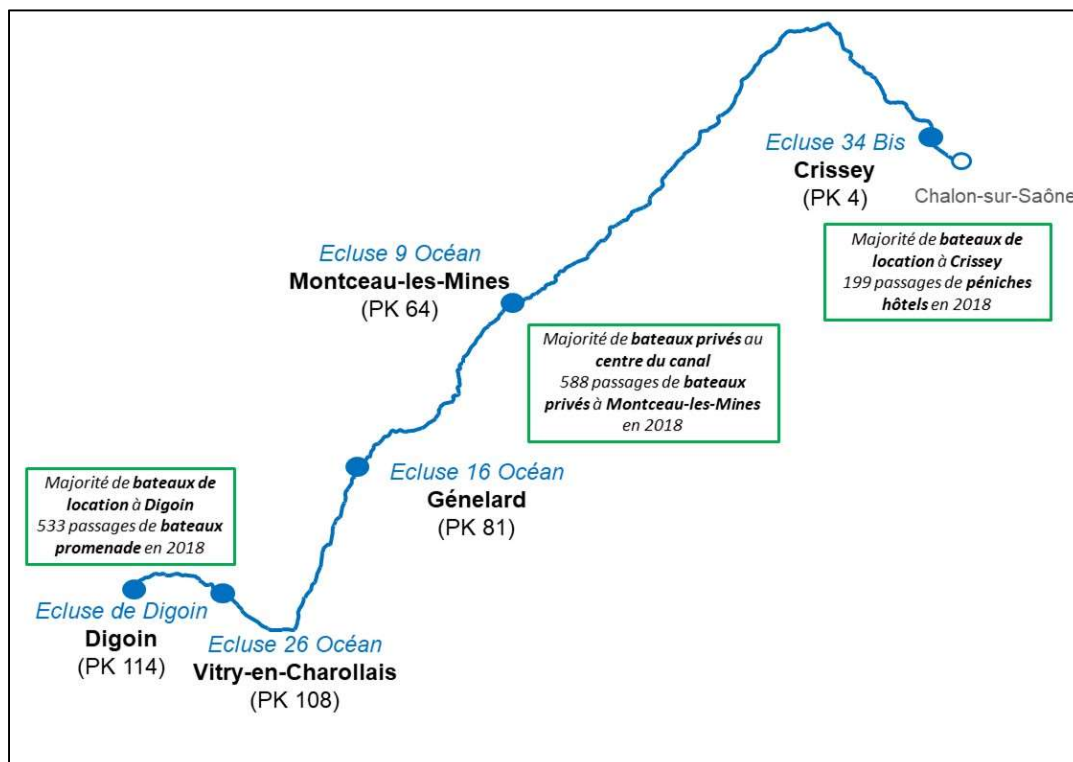 Ecluse 34 Bis
Crissey
(PK 4)
Chalon-sur-Saône
Majorité de bateaux de
location à Crissey
199 passages de péniches
hôtels en 2018
Ecluse 9 Océan
Montceau-les-Mines
(PK 64)
Majorité de bateaux privés au
centre du canal
588 passages de bateaux
privés à Montceau-les-Mines
en 2018
Ecluse 16 Océan
Génelard
(PK 81)
Majorité de bateaux de
location à Digoin
533 passages de bateaux
promenade en 2018
Ecluse de Digoin
Digoin
(PK 114)
Ecluse 26 Océan
Vitry-en-Charollais
(PK 108)